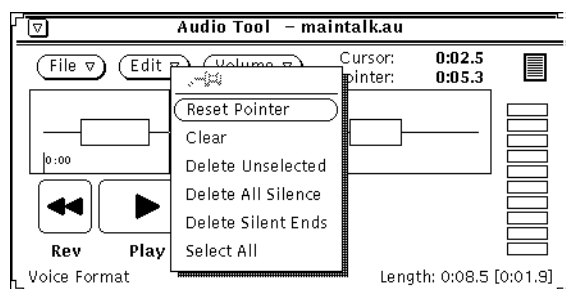 Audio Tool – maintalk.au
File Edit Volume
Cursor: 0:02.5
ointer: 0:05.3
Reset Pointer
Clear
Delete Unselected
Delete All Silence
Delete Silent Ends
Select All
0:00
Rev Play
Voice Format Length: 0:08.5 [0:01.9]